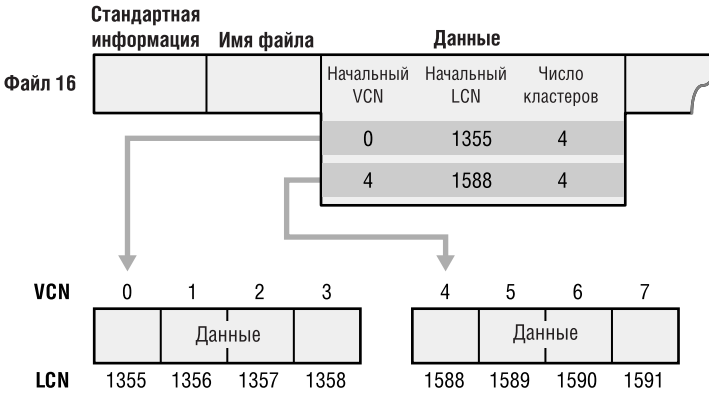 Стандартная
информация
Имя файла
Данные
Файл 16
Начальный VCN
Начальный LCN
Число кластеров
0 1355 4
4 1588 4
VCN 0 1 2 3 4 5 6 7
Данные Данные
LCN 1355 1356 1357 1358 1588 1589 1590 1591